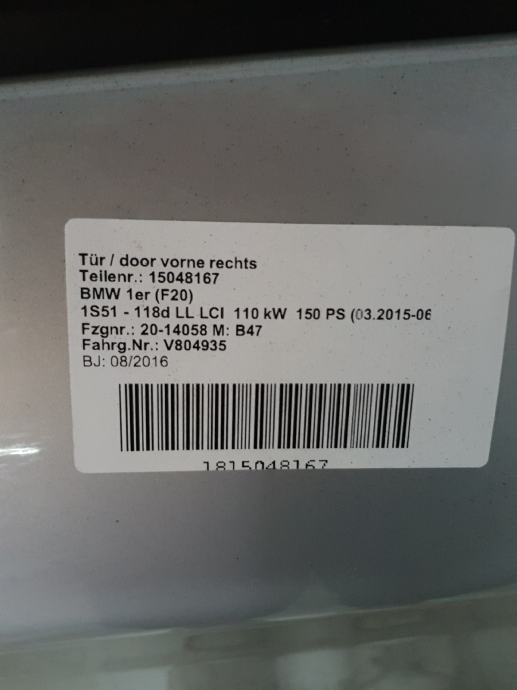 Tür / door vorne rechts
Teilenr.: 15048167
BMW 1er (F20)
1S51 - 118d LL LCI 110 kW 150 PS (03.2015-06
Fzgnr.: 20-14058 M: B47
Fahrg.Nr.: V804935
BJ: 08/2016
1815048167